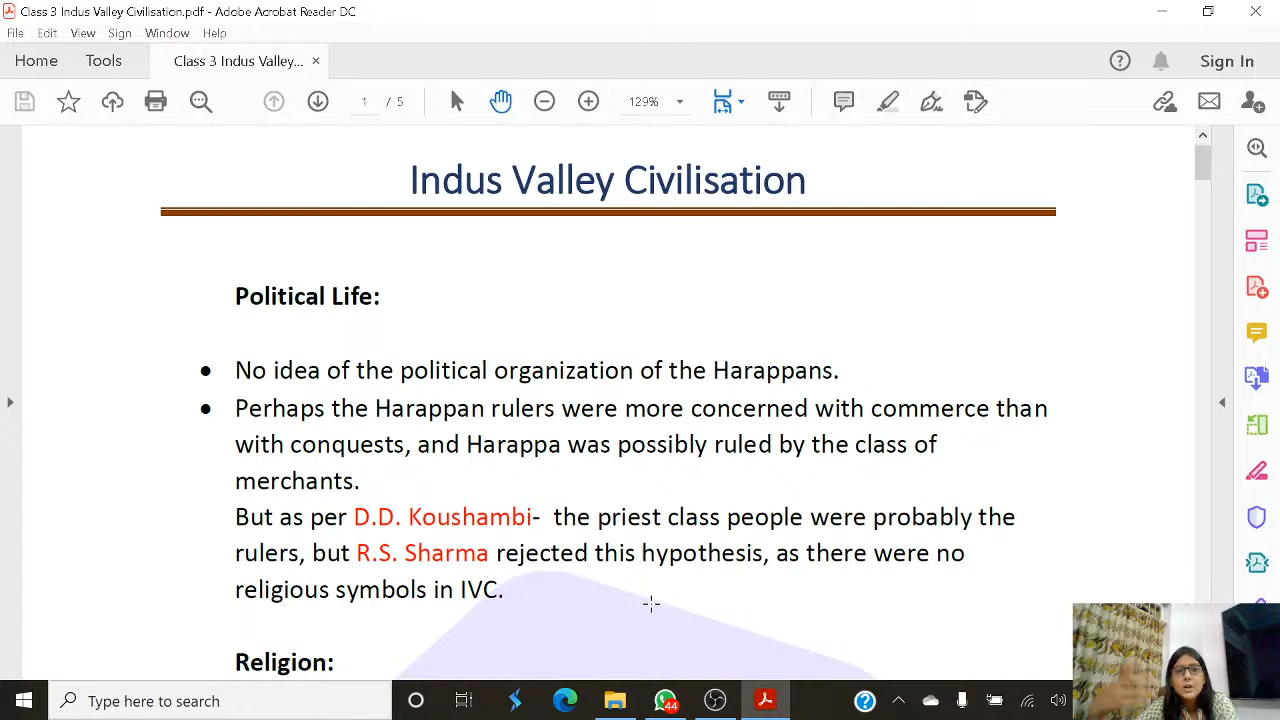 Class 3 Indus Valley Civilisation.pdf - Adobe Acrobat Reader DC
File Edit View Sign Window Help
Home Tools Class 3 Indus Valley... × Sign In
1 / 5 129%
Indus Valley Civilisation
Political Life:
• No idea of the political organization of the Harappans.
• Perhaps the Harappan rulers were more concerned with commerce than
with conquests, and Harappa was possibly ruled by the class of
merchants.
But as per D.D. Koushambi- the priest class people were probably the
rulers, but R.S. Sharma rejected this hypothesis, as there were no
religious symbols in IVC.
Religion:
Type here to search
44